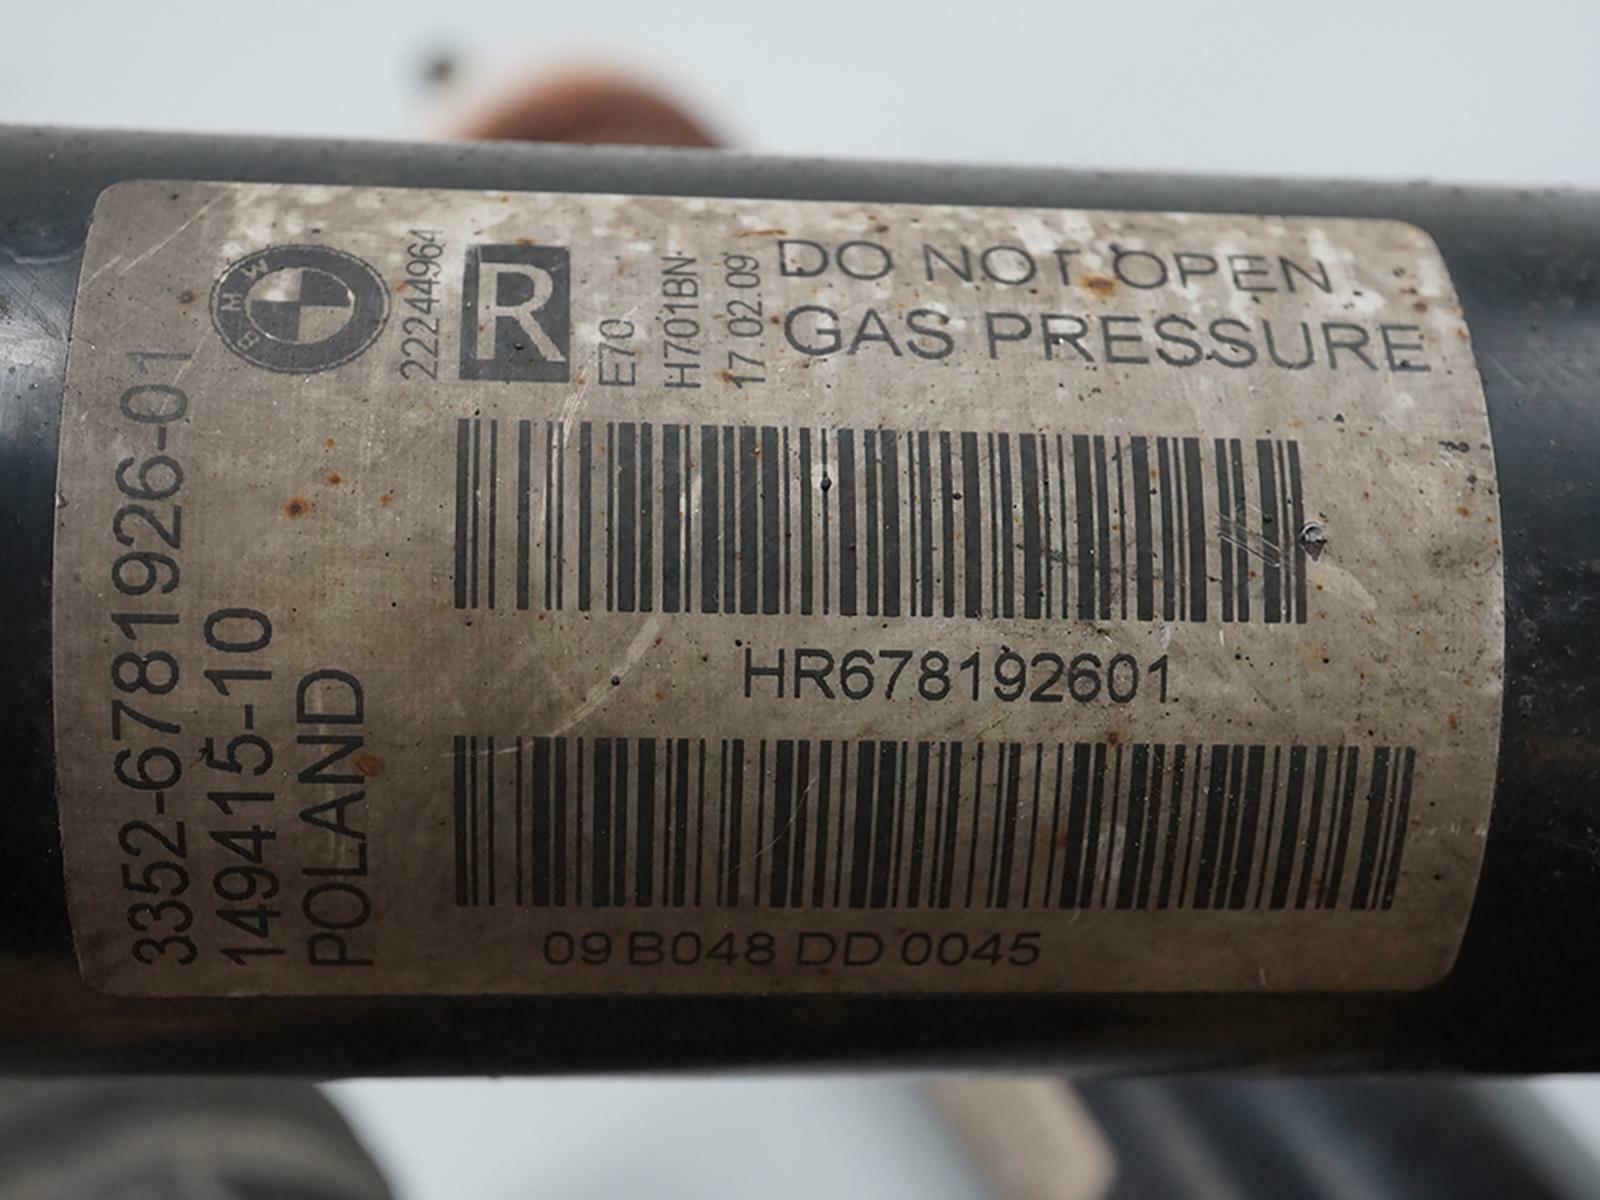 3352-6781926-01
149415-10
POLAND
BMW
22244964
R
E70
H701BN
17 02 09
DO NOT OPEN
GAS PRESSURE
HR678192601
09 B048 DD 0045